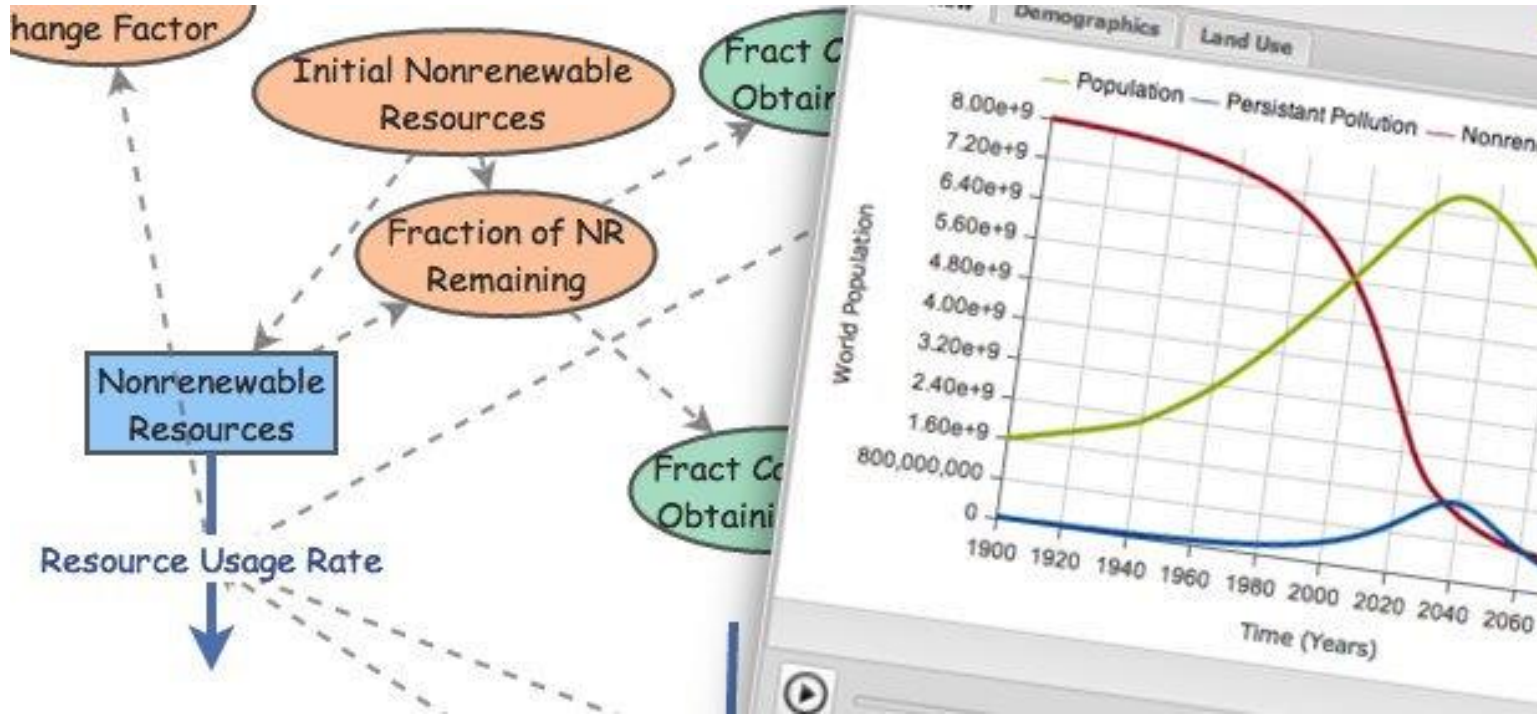 hange Factor
Initial Nonrenewable
Resources
Fract C
Obtair
Fraction of NR
Remaining
Nonrenewable
Resources
Fract Co
Obtaini
Resource Usage Rate
Demographics
Land Use
Population
Persistant Pollution
Nonren
World Population
8.00e+9
7.20e+9
6.40e+9
5.60e+9
4.80e+9
4.00e+9
3.20e+9
2.40e+9
1.60e+9
800,000,000
0
1900 1920 1940 1960 1980 2000 2020 2040 2060
Time (Years)